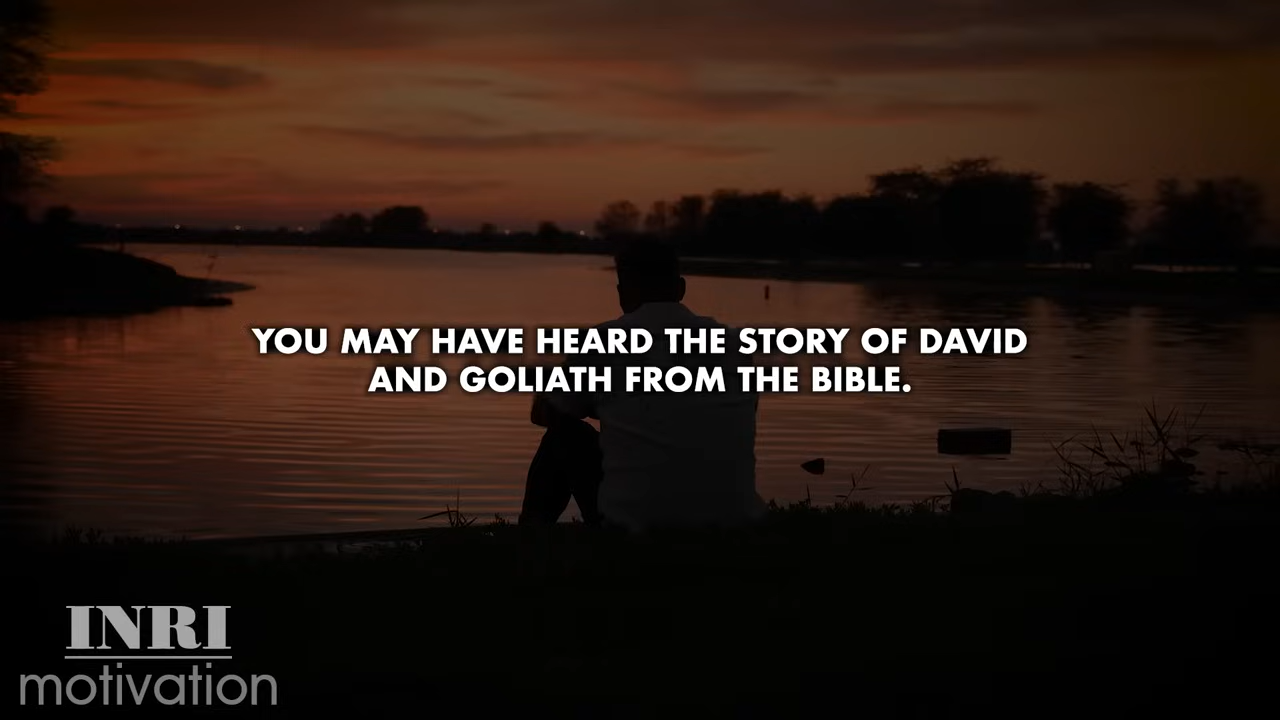 YOU MAY HAVE HEARD THE STORY OF DAVID
AND GOLIATH FROM THE BIBLE.
INRI
motivation